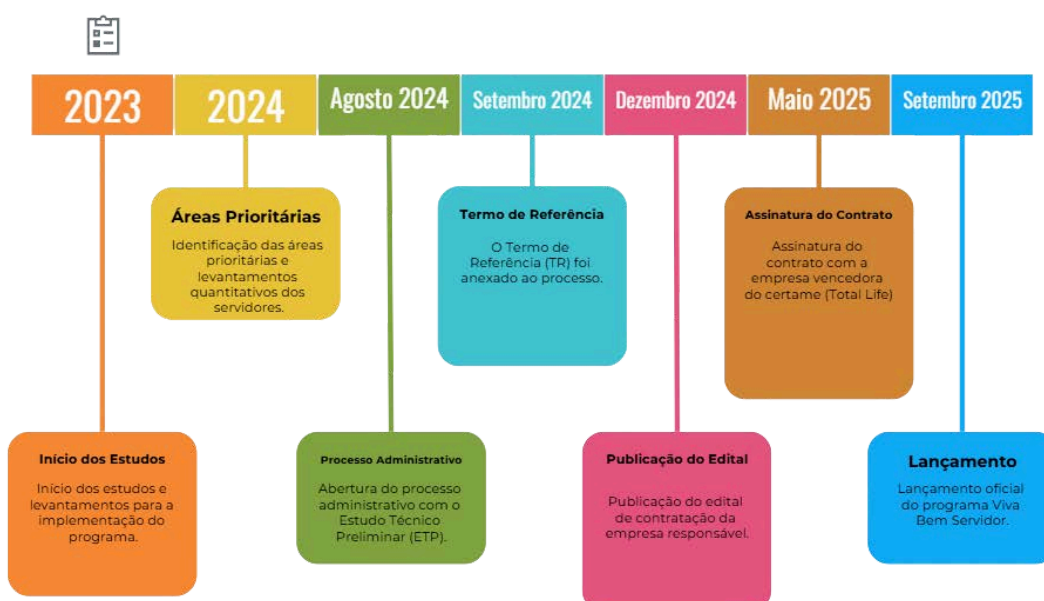 2023
2024
Agosto 2024
Setembro 2024
Dezembro 2024
Maio 2025
Setembro 2025
Áreas Prioritárias
Identificação das áreas
prioritárias e
levantamentos
quantitativos dos
servidores.
Termo de Referência
O Termo de
Referência (TR) foi
anexado ao processo.
Assinatura do Contrato
Assinatura do
contrato com a
empresa vencedora
do certame (Total Life)
Início dos Estudos
Início dos estudos e
levantamentos para a
implementação do
programa.
Processo Administrativo
Abertura do processo
administrativo com o
Estudo Técnico
Preliminar (ETP).
Publicação do Edital
Publicação do edital
de contratação da
empresa responsável.
Lançamento
Lançamento oficial
do programa Viva
Bem Servidor.